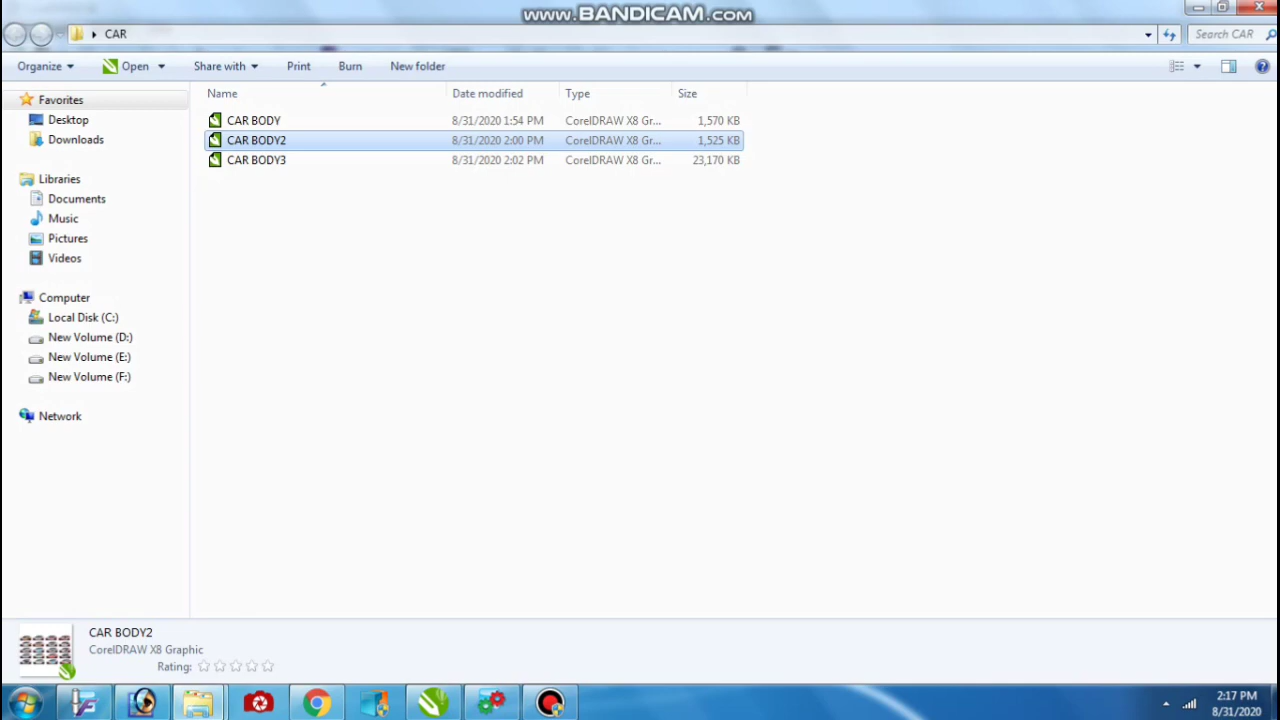 www.BANDICAM.com
CAR
Search CAR
Organize Open Share with Print Burn New folder
Name Date modified Type Size
Favorites
Desktop
Downloads
Libraries
Documents
Music
Pictures
Videos
Computer
Local Disk (C:)
New Volume (D:)
New Volume (E:)
New Volume (F:)
Network
CAR BODY 8/31/2020 1:54 PM CorelDRAW X8 Gr... 1,570 KB
CAR BODY2 8/31/2020 2:00 PM CorelDRAW X8 Gr... 1,525 KB
CAR BODY3 8/31/2020 2:02 PM CorelDRAW X8 Gr... 23,170 KB
CAR BODY2
CorelDRAW X8 Graphic
Rating:
2:17 PM
8/31/2020